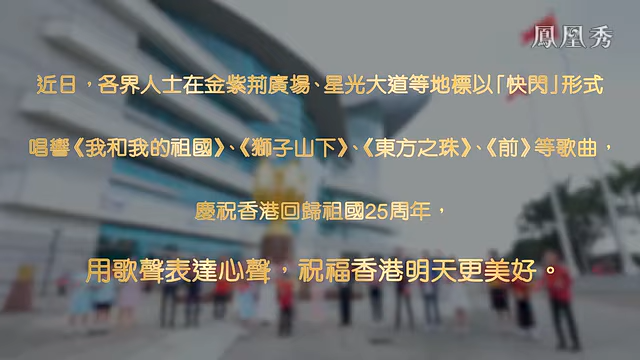 鳳凰秀
近日，各界人士在金紫荊廣場、星光大道等地標以「快閃」形式
唱響《我和我的祖國》、《獅子山下》、《東方之珠》、《前》等歌曲，
慶祝香港回歸祖國25周年，
用歌聲表達心聲，祝福香港明天更美好。